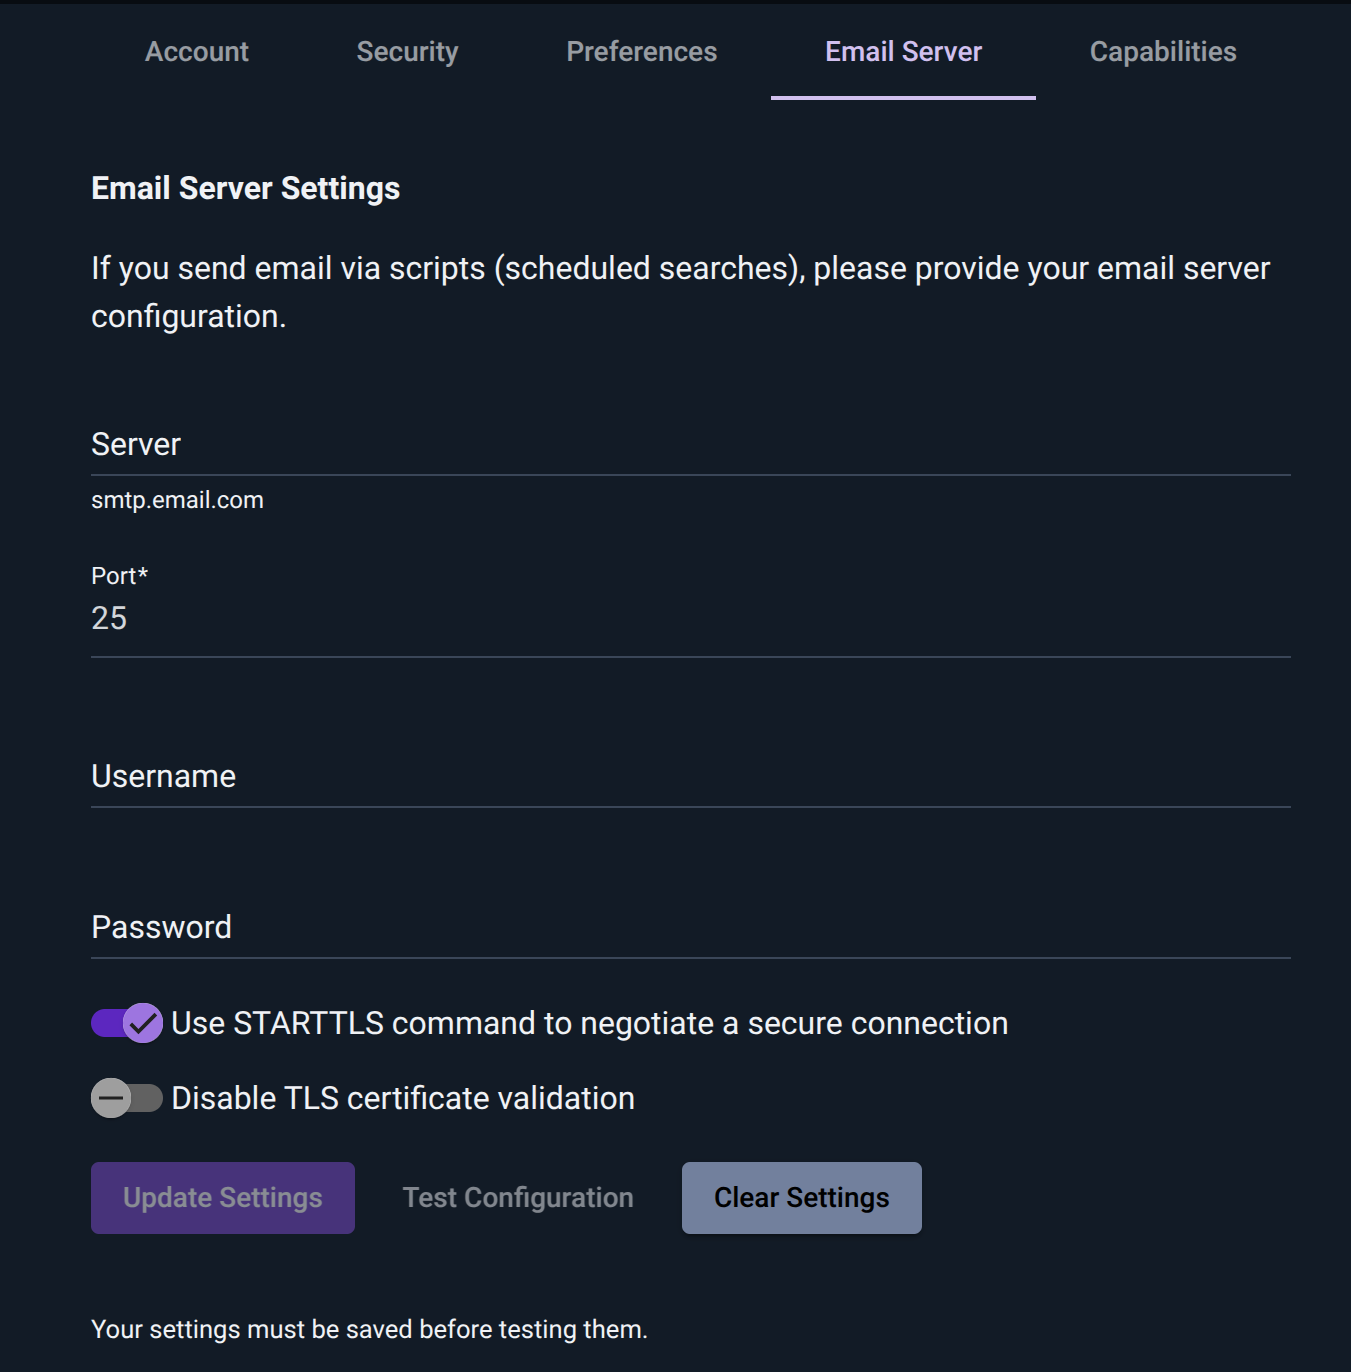 Account Security Preferences Email Server Capabilities
Email Server Settings
If you send email via scripts (scheduled searches), please provide your email server
configuration.
Server
smtp.email.com
Port*
25
Username
Password
Use STARTTLS command to negotiate a secure connection
Disable TLS certificate validation
Update Settings Test Configuration Clear Settings
Your settings must be saved before testing them.